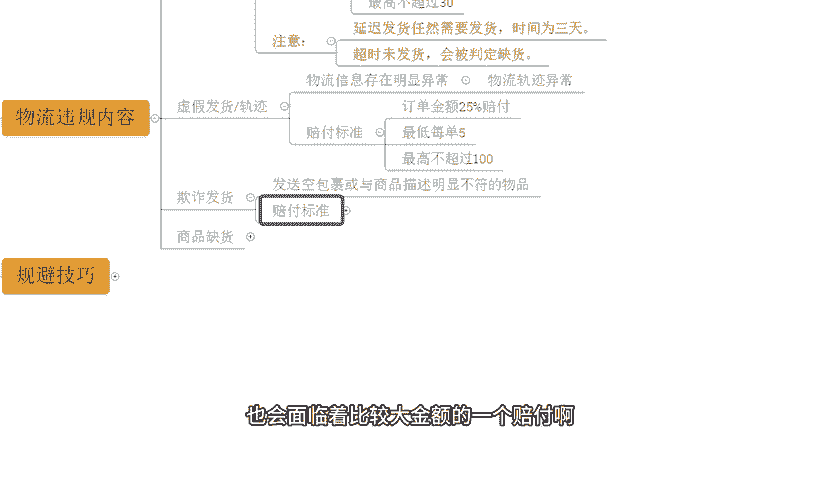 最高不超过30
延迟发货任然需要发货，时间为三天。
注意：
超时未发货，会被判定缺货。
物流信息存在明显异常
物流轨迹异常
物流违规内容
虚假发货/轨迹
订单金额25%赔付
赔付标准
最低每单5
最高不超过100
欺诈发货
发送空包裹或与商品描述明显不符的物品
赔付标准
商品缺货
规避技巧
也会面临着比较大金额的一个赔付啊